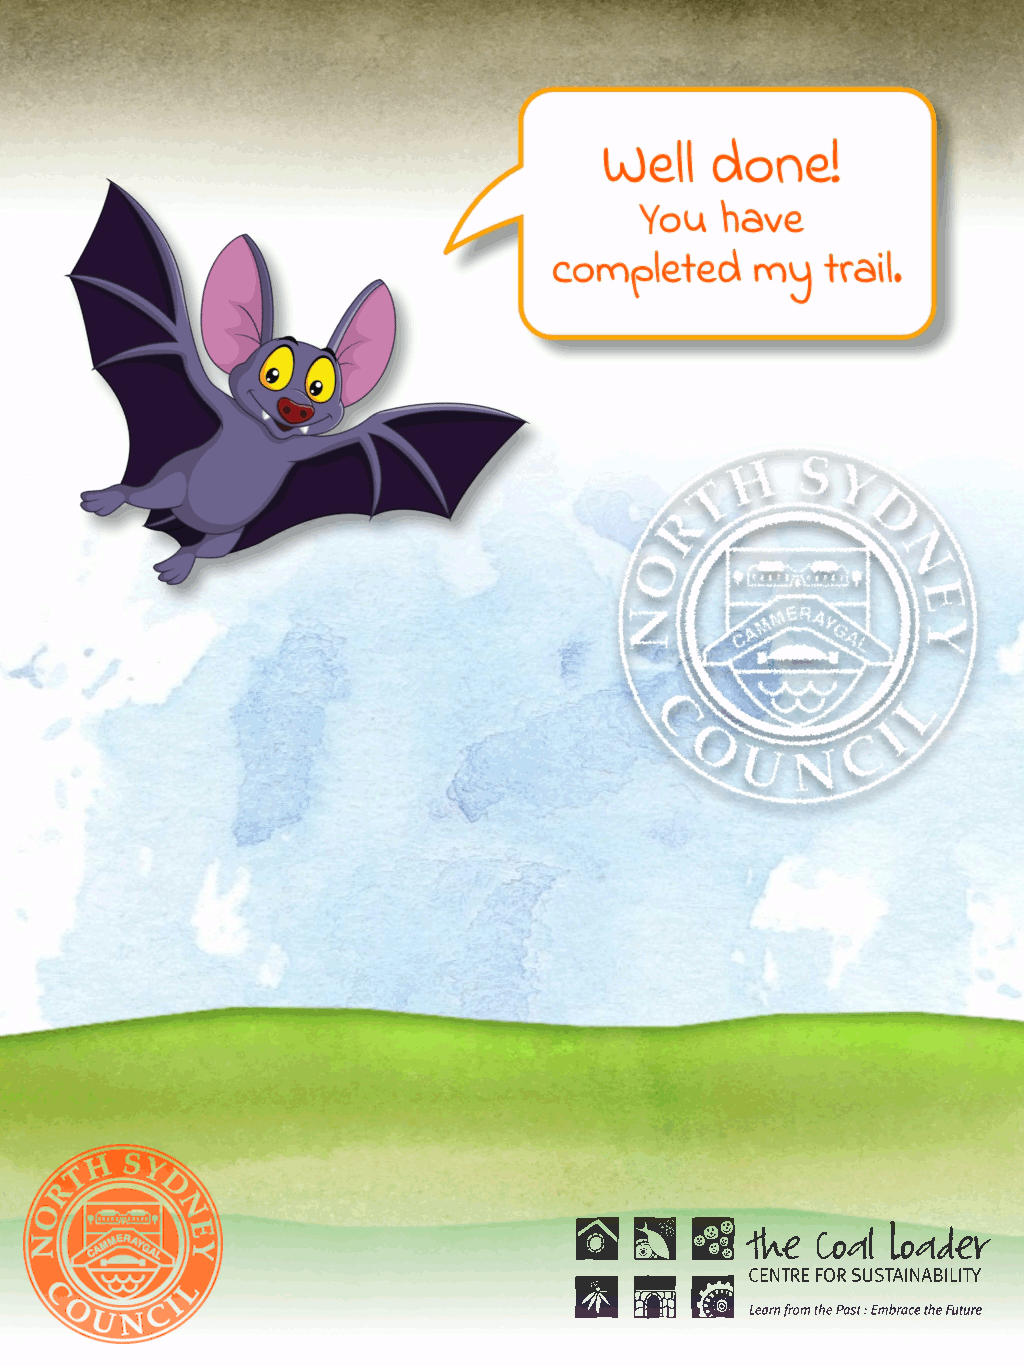 Well done!
You have
completed my trail.
NORTH SYDNEY
CAMMERAYGAL
COUNCIL
NORTH SYDNEY
CAMMERAYGAL
COUNCIL
the Coal Loader
CENTRE FOR SUSTAINABILITY
Learn from the Past : Embrace the Future